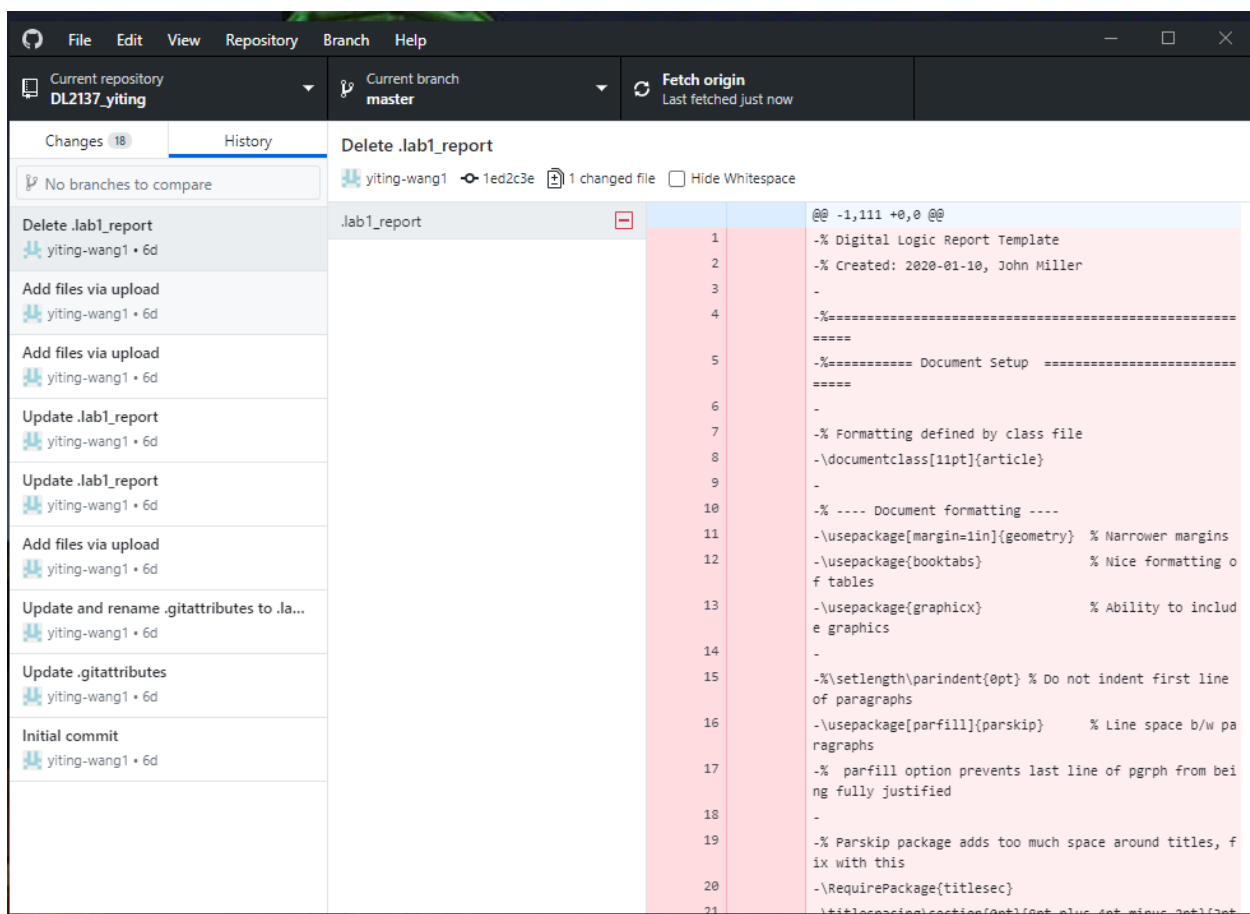 File Edit View Repository Branch Help
Current repository
DL2137_yiting
Current branch
master
Fetch origin
Last fetched just now
Changes 18 History
No branches to compare
Delete .lab1_report
yiting-wang1 • 6d
Add files via upload
yiting-wang1 • 6d
Add files via upload
yiting-wang1 • 6d
Update .lab1_report
yiting-wang1 • 6d
Update .lab1_report
yiting-wang1 • 6d
Add files via upload
yiting-wang1 • 6d
Update and rename .gitattributes to .la...
yiting-wang1 • 6d
Update .gitattributes
yiting-wang1 • 6d
Initial commit
yiting-wang1 • 6d
Delete .lab1_report
yiting-wang1 1ed2c3e 1 changed file Hide Whitespace
.lab1_report
@@ -1,111 +0,0 @@
1 -% Digital Logic Report Template
2 -% Created: 2020-01-10, John Miller
3 -
4 -%=====================================================
=====
5 -%=========== Document Setup =========================
=====
6 -
7 -% Formatting defined by class file
8 -\documentclass[11pt]{article}
9 -
10 -% ---- Document formatting ----
11 -\usepackage[margin=1in]{geometry} % Narrower margins
12 -\usepackage{booktabs} % Nice formatting o
f tables
13 -\usepackage{graphicx} % Ability to includ
e graphics
14 -
15 -%\setlength\parindent{0pt} % Do not indent first line
of paragraphs
16 -\usepackage[parfill]{parskip} % Line space b/w pa
ragraphs
17 -% parfill option prevents last line of pgrph from bei
ng fully justified
18 -
19 -% Parskip package adds too much space around titles, f
ix with this
20 -\RequirePackage{titlesec}
21 -\titlespacing\section{0pt}{8pt plus 4pt minus 2pt}{2pt